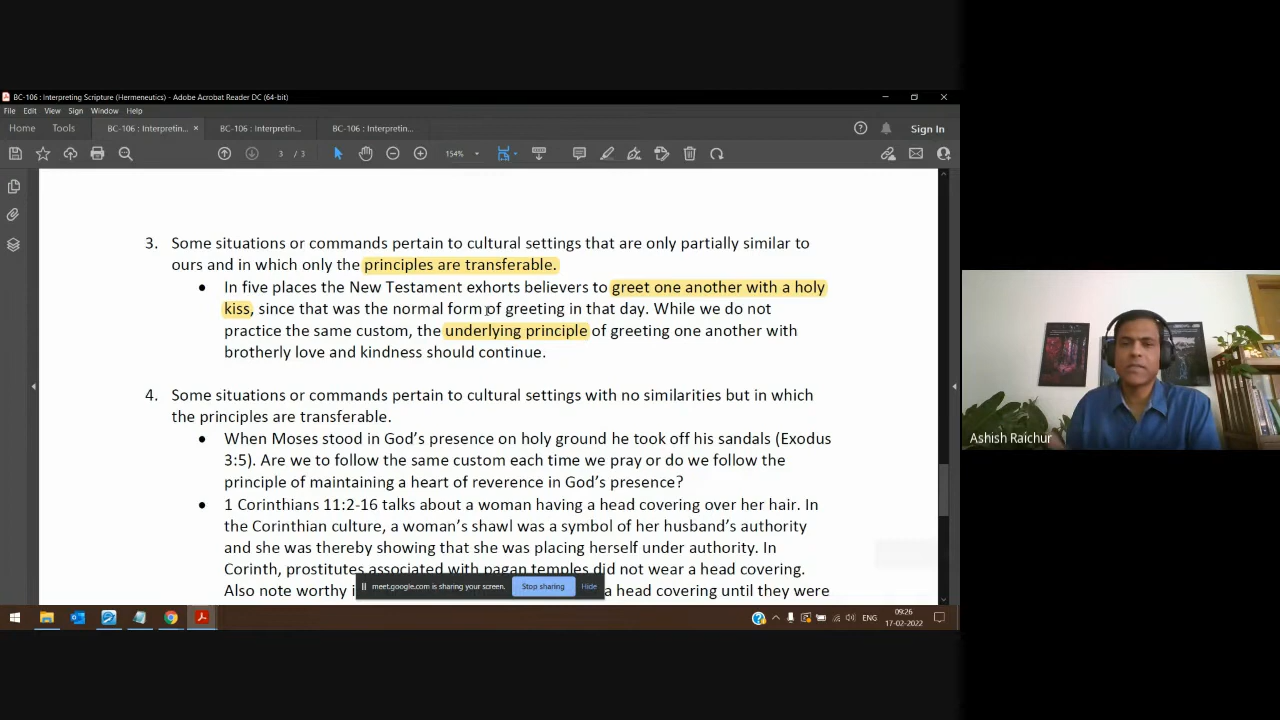 BC-106 : Interpreting Scripture (Hermeneutics) - Adobe Acrobat Reader DC (64-bit)
File Edit View Sign Window Help
Home Tools BC-106 : Interpretin... × BC-106 : Interpretin... BC-106 : Interpretin... Sign In
3 / 3 154%
3. Some situations or commands pertain to cultural settings that are only partially similar to
ours and in which only the principles are transferable.
• In five places the New Testament exhorts believers to greet one another with a holy
kiss, since that was the normal form of greeting in that day. While we do not
practice the same custom, the underlying principle of greeting one another with
brotherly love and kindness should continue.
4. Some situations or commands pertain to cultural settings with no similarities but in which
the principles are transferable.
• When Moses stood in God’s presence on holy ground he took off his sandals (Exodus
3:5). Are we to follow the same custom each time we pray or do we follow the
principle of maintaining a heart of reverence in God’s presence?
• 1 Corinthians 11:2-16 talks about a woman having a head covering over her hair. In
the Corinthian culture, a woman’s shawl was a symbol of her husband’s authority
and she was thereby showing that she was placing herself under authority. In
Corinth, prostitutes associated with pagan temples did not wear a head covering.
Also note worthy i a head covering until they were
meet.google.com is sharing your screen. Stop sharing Hide
ENG
09:26
17-02-2022
Ashish Raichur